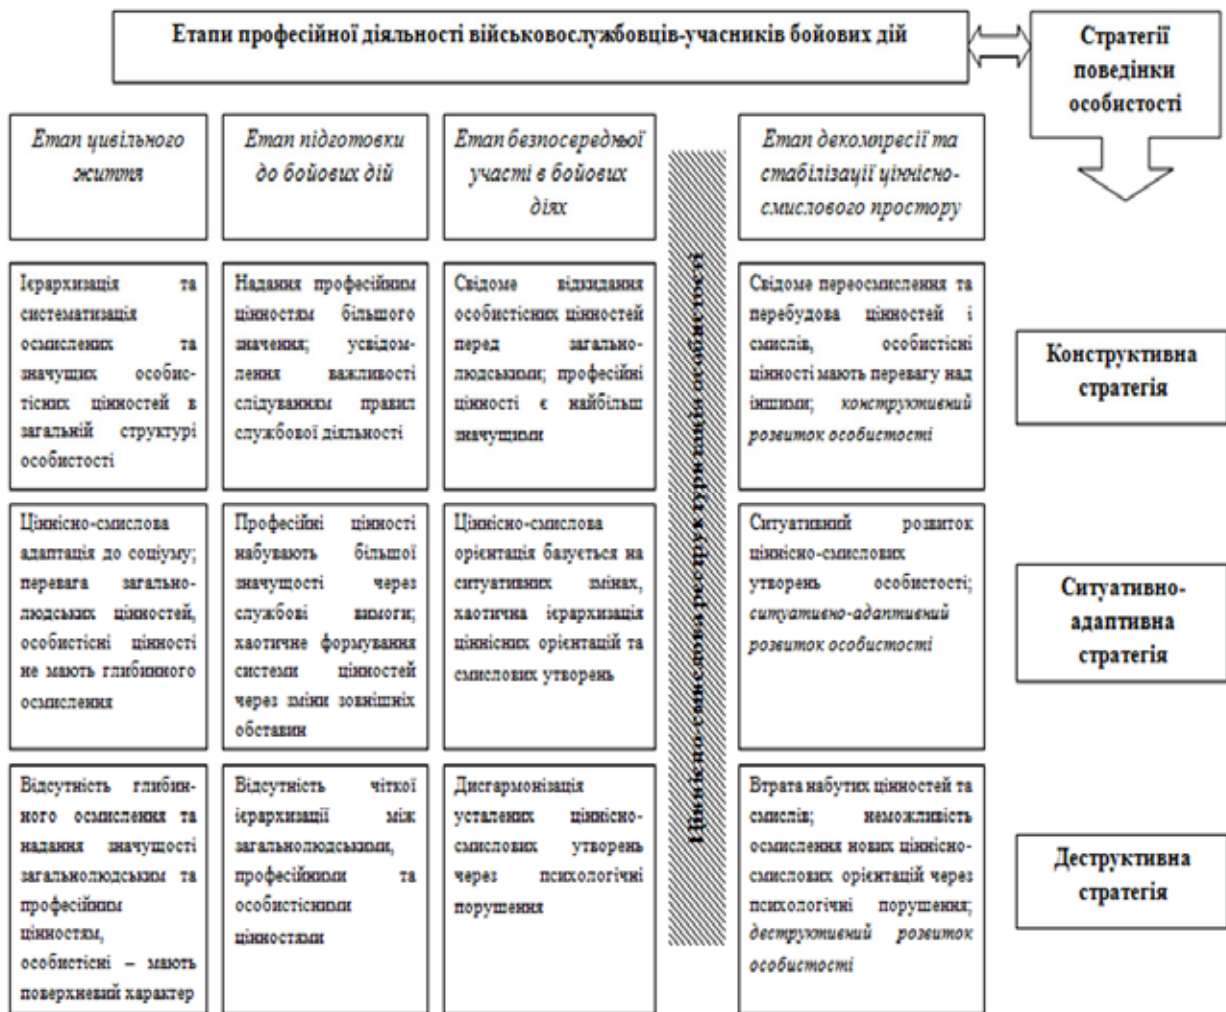 Етапи професійної діяльності військовослужбовців-учасників бойових дій
Стратегії
поведінки
особистості
Етап цивільного
життя
Етап підготовки
до бойових дій
Етап безпосередньої
участі в бойових
діях
Етап декомпресії та
стабілізації ціннісно-
смислового простору
Ціннісно-смислова реструктуризація особистості
Ієрархизація та
систематизація
осмислених та
значущих особис-
тісних цінностей в
загальній структурі
особистості
Надання професійним
цінностям більшого
значення; усвідом-
лення важливості
слідуванням правил
службової діяльності
Свідоме відкидання
особистісних цінностей
перед загально-
людськими; професійні
цінності є найбільш
значущими
Свідоме переосмислення та
перебудова цінностей і
смислів, особистісні
цінності мають перевагу над
іншими; конструктивний
розвиток особистості
Конструктивна
стратегія
Ціннісно-смислова
адаптація до соціуму;
перевага загально-
людських цінностей,
особистісні цінності
не мають глибинного
осмислення
Професійні цінності
набувають більшої
значущості через
службові вимоги;
хаотичне формування
системи цінностей
через зміни зовнішніх
обставин
Ціннісно-смислова
орієнтація базується на
ситуативних змінах,
хаотична ієрархизація
ціннісних орієнтацій та
смислових утворень
Ситуативний розвиток
ціннісно-смислових
утворень особистості;
ситуативно-адаптивний
розвиток особистості
Ситуативно-
адаптивна
стратегія
Відсутність глибин-
ного осмислення та
надання значущості
загальнолюдським та
професійним
цінностям,
особистісні – мають
поверхневий характер
Відсутність чіткої
ієрархизації між
загальнолюдськими,
професійними та
особистісними
цінностями
Дисгармонізація
усталених ціннісно-
смислових утворень
через психологічні
порушення
Втрата набутих цінностей та
смислів; неможливість
осмислення нових ціннісно-
смислових орієнтацій через
психологічні порушення;
деструктивний розвиток
особистості
Деструктивна
стратегія